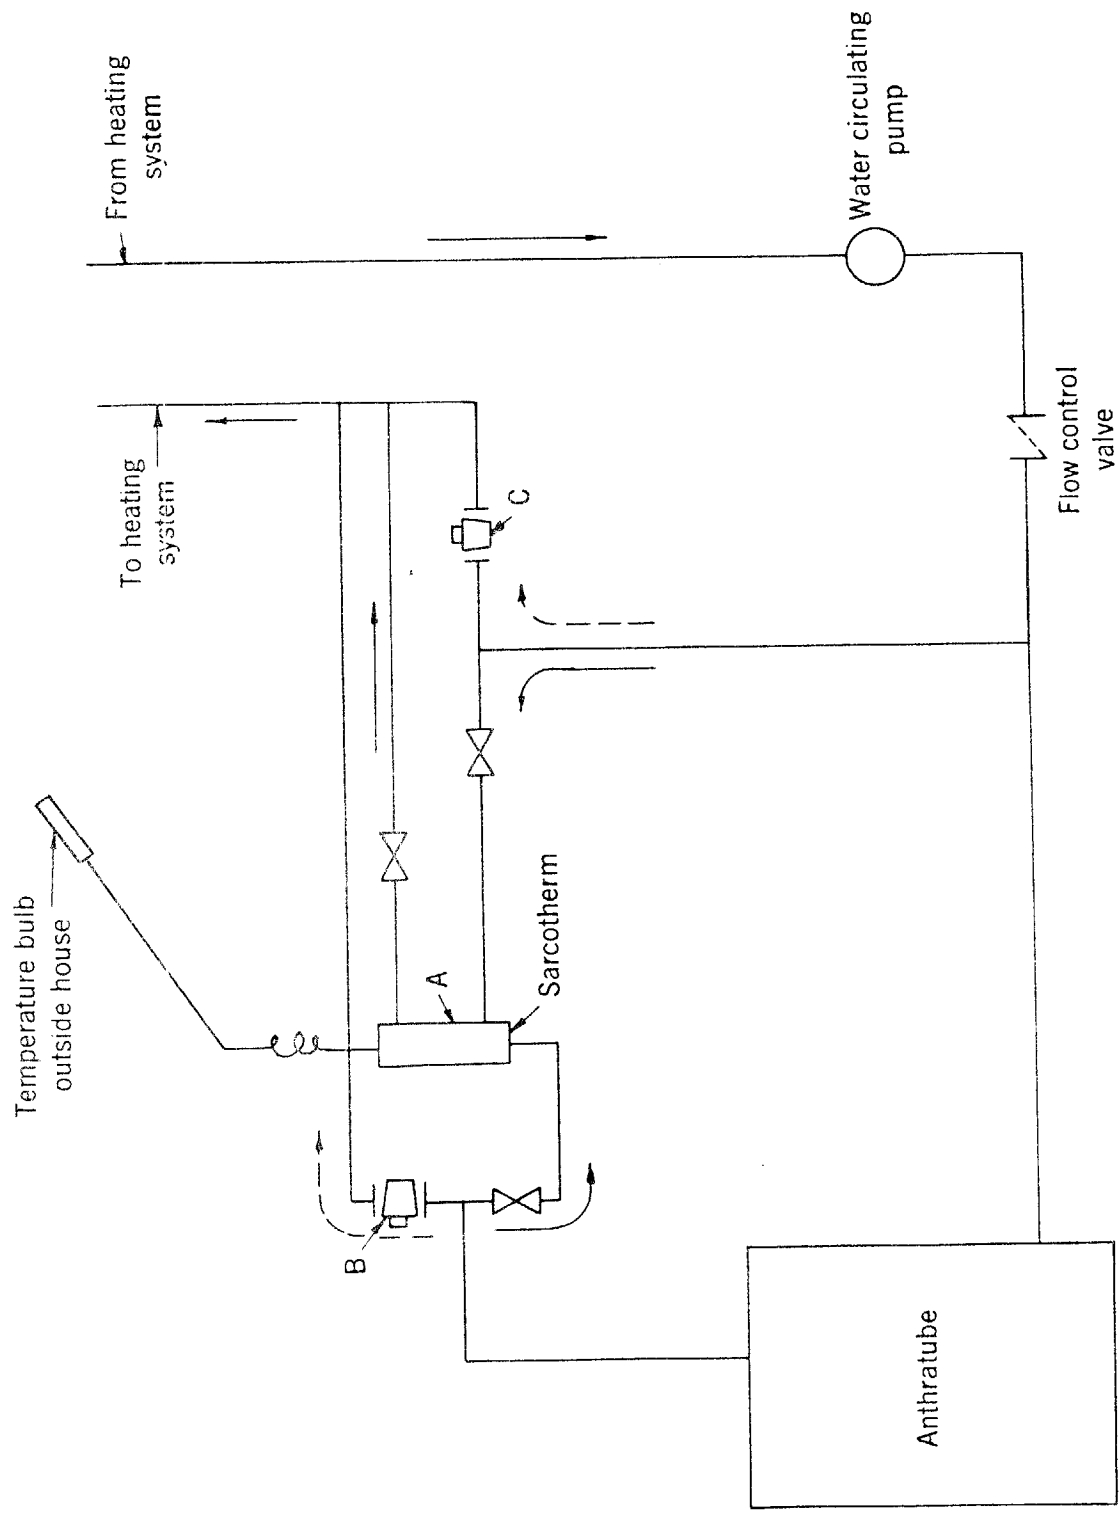 Temperature bulb
outside house
To heating
system
From heating
system
B
A
Sarcotherm
C
Water circulating
pump
Flow control
valve
Anthratube